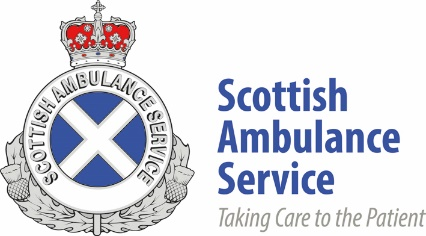 SCOTTISH AMBULANCE SERVICE
Scottish
Ambulance
Service
Taking Care to the Patient